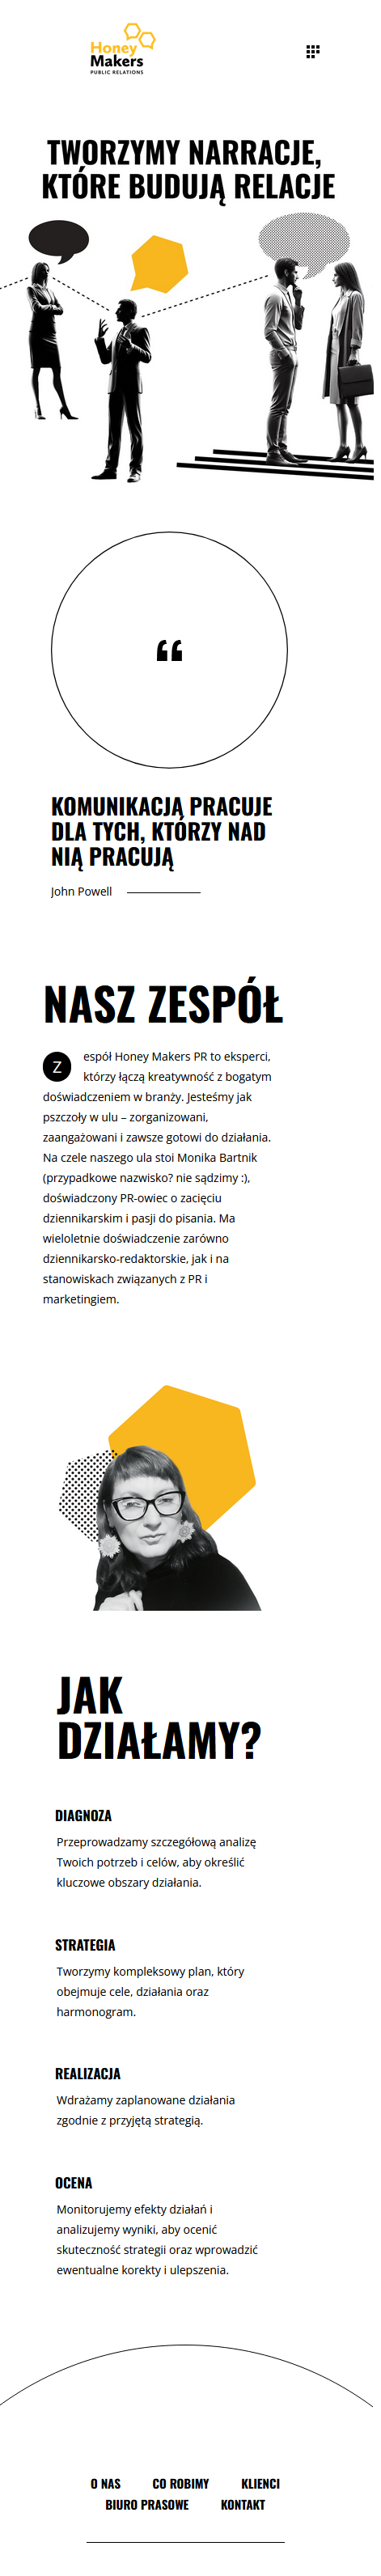 Honey
Makers
PUBLIC RELATIONS
TWORZYMY NARRACJE,
KTÓRE BUDUJĄ RELACJE
“
KOMUNIKACJĄ PRACUJE
DLA TYCH, KTÓRZY NAD
NIĄ PRACUJĄ
John Powell
NASZ ZESPÓŁ
Zespół Honey Makers PR to eksperci,
którzy łączą kreatywność z bogatym
doświadczeniem w branży. Jesteśmy jak
pszczoły w ulu – zorganizowani,
zaangażowani i zawsze gotowi do działania.
Na czele naszego ula stoi Monika Bartnik
(przypadkowe nazwisko? nie sądzimy :),
doświadczony PR-owiec o zacięciu
dziennikarskim i pasji do pisania. Ma
wieloletnie doświadczenie zarówno
dziennikarsko-redaktorskie, jak i na
stanowiskach związanych z PR i
marketingiem.
JAK
DZIAŁAMY?
DIAGNOZA
Przeprowadzamy szczegółową analizę
Twoich potrzeb i celów, aby określić
kluczowe obszary działania.
STRATEGIA
Tworzymy kompleksowy plan, który
obejmuje cele, działania oraz
harmonogram.
REALIZACJA
Wdrażamy zaplanowane działania
zgodnie z przyjętą strategią.
OCENA
Monitorujemy efekty działań i
analizujemy wyniki, aby ocenić
skuteczność strategii oraz wprowadzić
ewentualne korekty i ulepszenia.
O NAS CO ROBIMY KLIENCI
BIURO PRASOWE KONTAKT